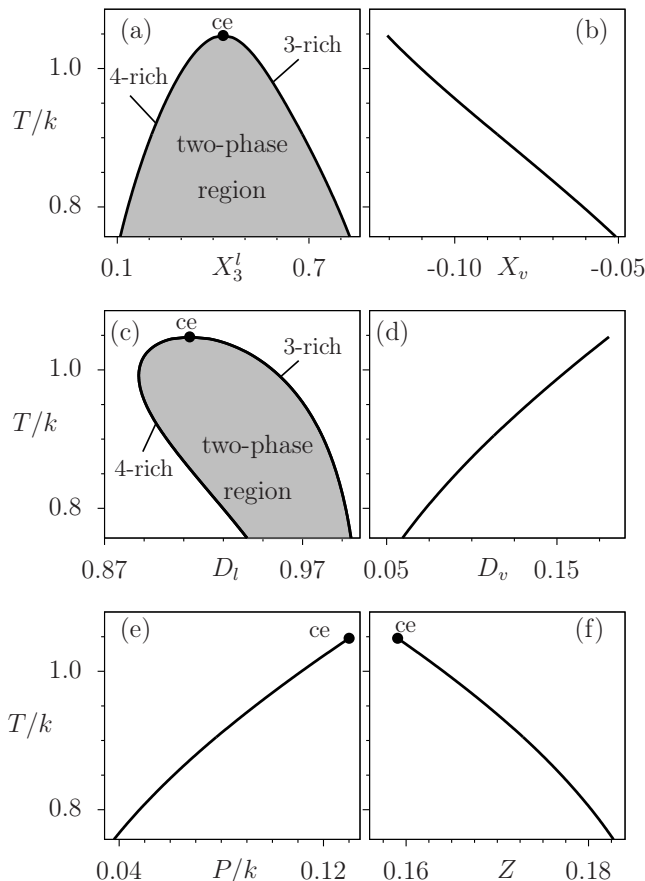 (a) ce 3-rich (b)
1.0
4-rich
T/k two-phase
region
0.8
0.1 X_3^l 0.7 -0.10 X_v -0.05
(c) ce 3-rich (d)
1.0
T/k 4-rich two-phase
region
0.8
0.87 D_l 0.97 0.05 D_v 0.15
(e) ce ce (f)
1.0
T/k
0.8
0.04 P/k 0.12 0.16 Z 0.18